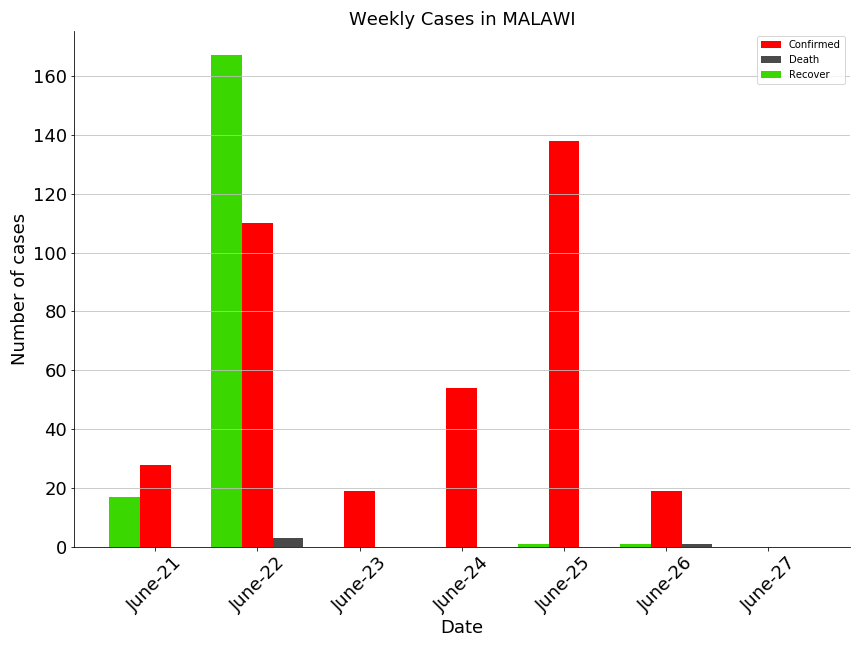 Weekly Cases in MALAWI
Confirmed
Death
Recover
Number of cases
160
140
120
100
80
60
40
20
0
June-21
June-22
June-23
June-24
June-25
June-26
June-27
Date